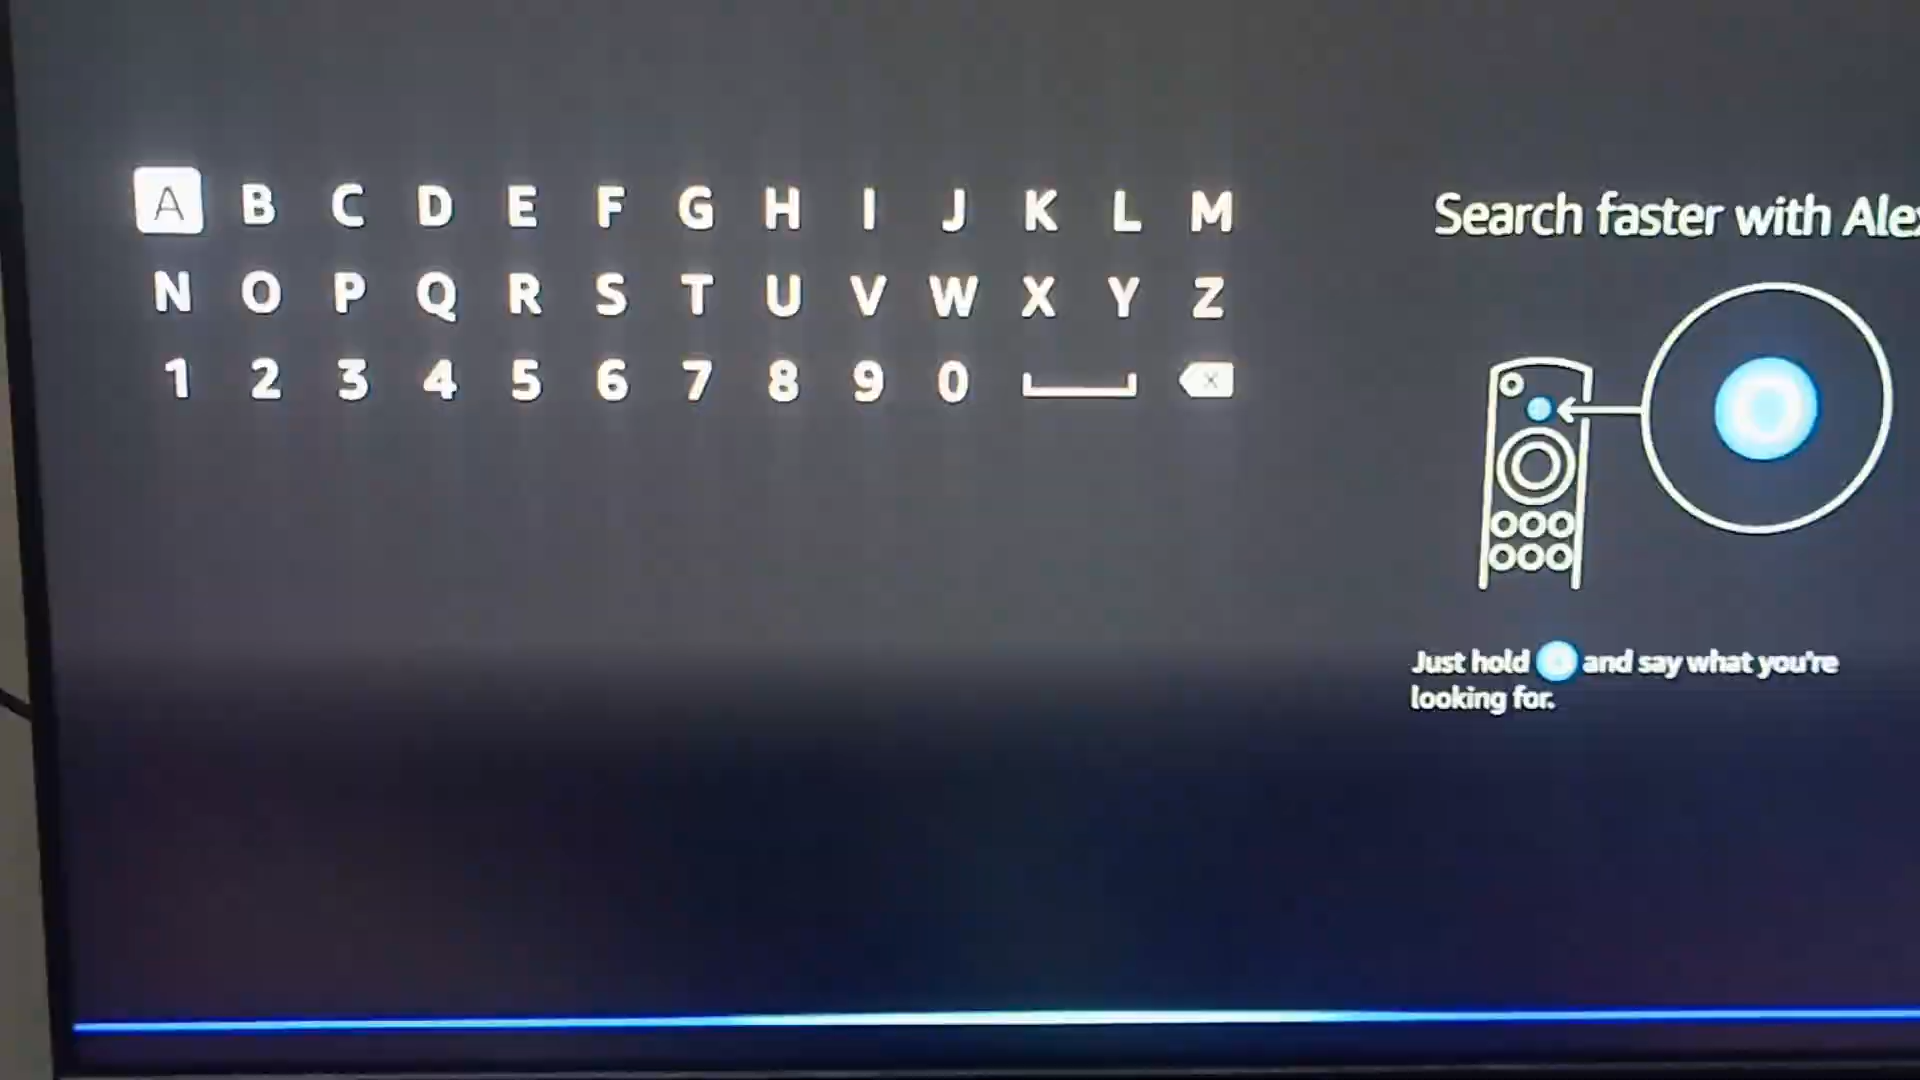 A B C D E F G H I J K L M
N O P Q R S T U V W X Y Z
1 2 3 4 5 6 7 8 9 0
Search faster with
Just hold and say what you're
looking for.